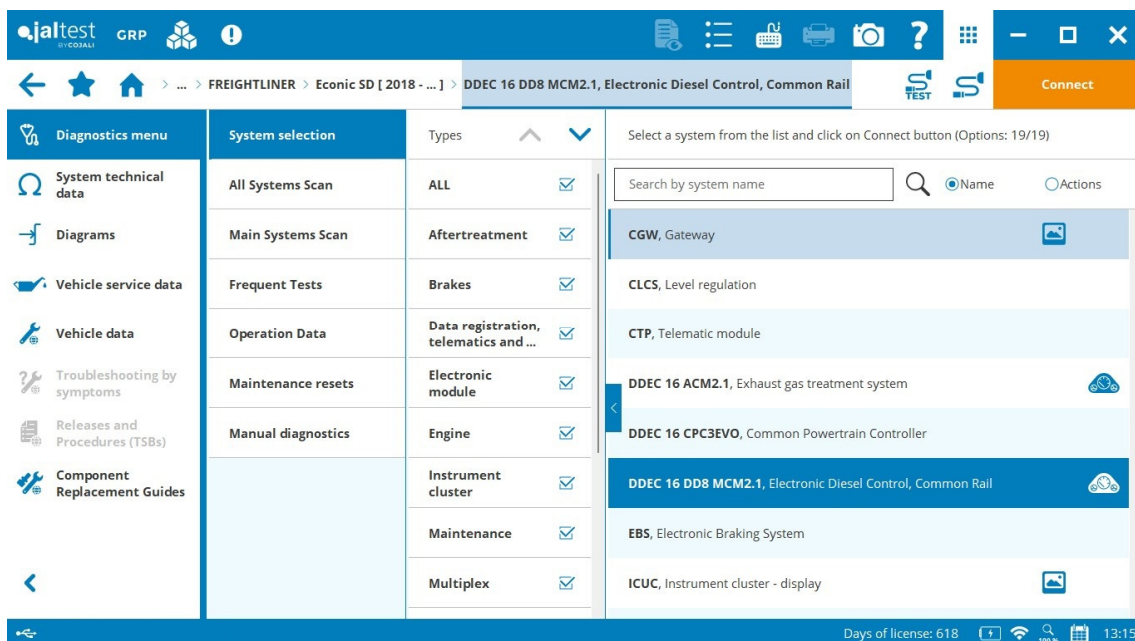 jaltest
BY COJALI
GRP
> ... > FREIGHTLINER > Econic SD [ 2018 - ... ] > DDEC 16 DD8 MCM2.1, Electronic Diesel Control, Common Rail
TEST
Connect
Diagnostics menu
System technical
data
Diagrams
Vehicle service data
Vehicle data
Troubleshooting by
symptoms
Releases and
Procedures (TSBs)
Component
Replacement Guides
System selection
All Systems Scan
Main Systems Scan
Frequent Tests
Operation Data
Maintenance resets
Manual diagnostics
Types
ALL
Aftertreatment
Brakes
Data registration,
telematics and ...
Electronic
module
Engine
Instrument
cluster
Maintenance
Multiplex
Select a system from the list and click on Connect button (Options: 19/19)
Search by system name
Name
Actions
CGW, Gateway
CLCS, Level regulation
CTP, Telematic module
DDEC 16 ACM2.1, Exhaust gas treatment system
DDEC 16 CPC3EVO, Common Powertrain Controller
DDEC 16 DD8 MCM2.1, Electronic Diesel Control, Common Rail
EBS, Electronic Braking System
ICUC, Instrument cluster - display
Days of license: 618
100 %
13:15